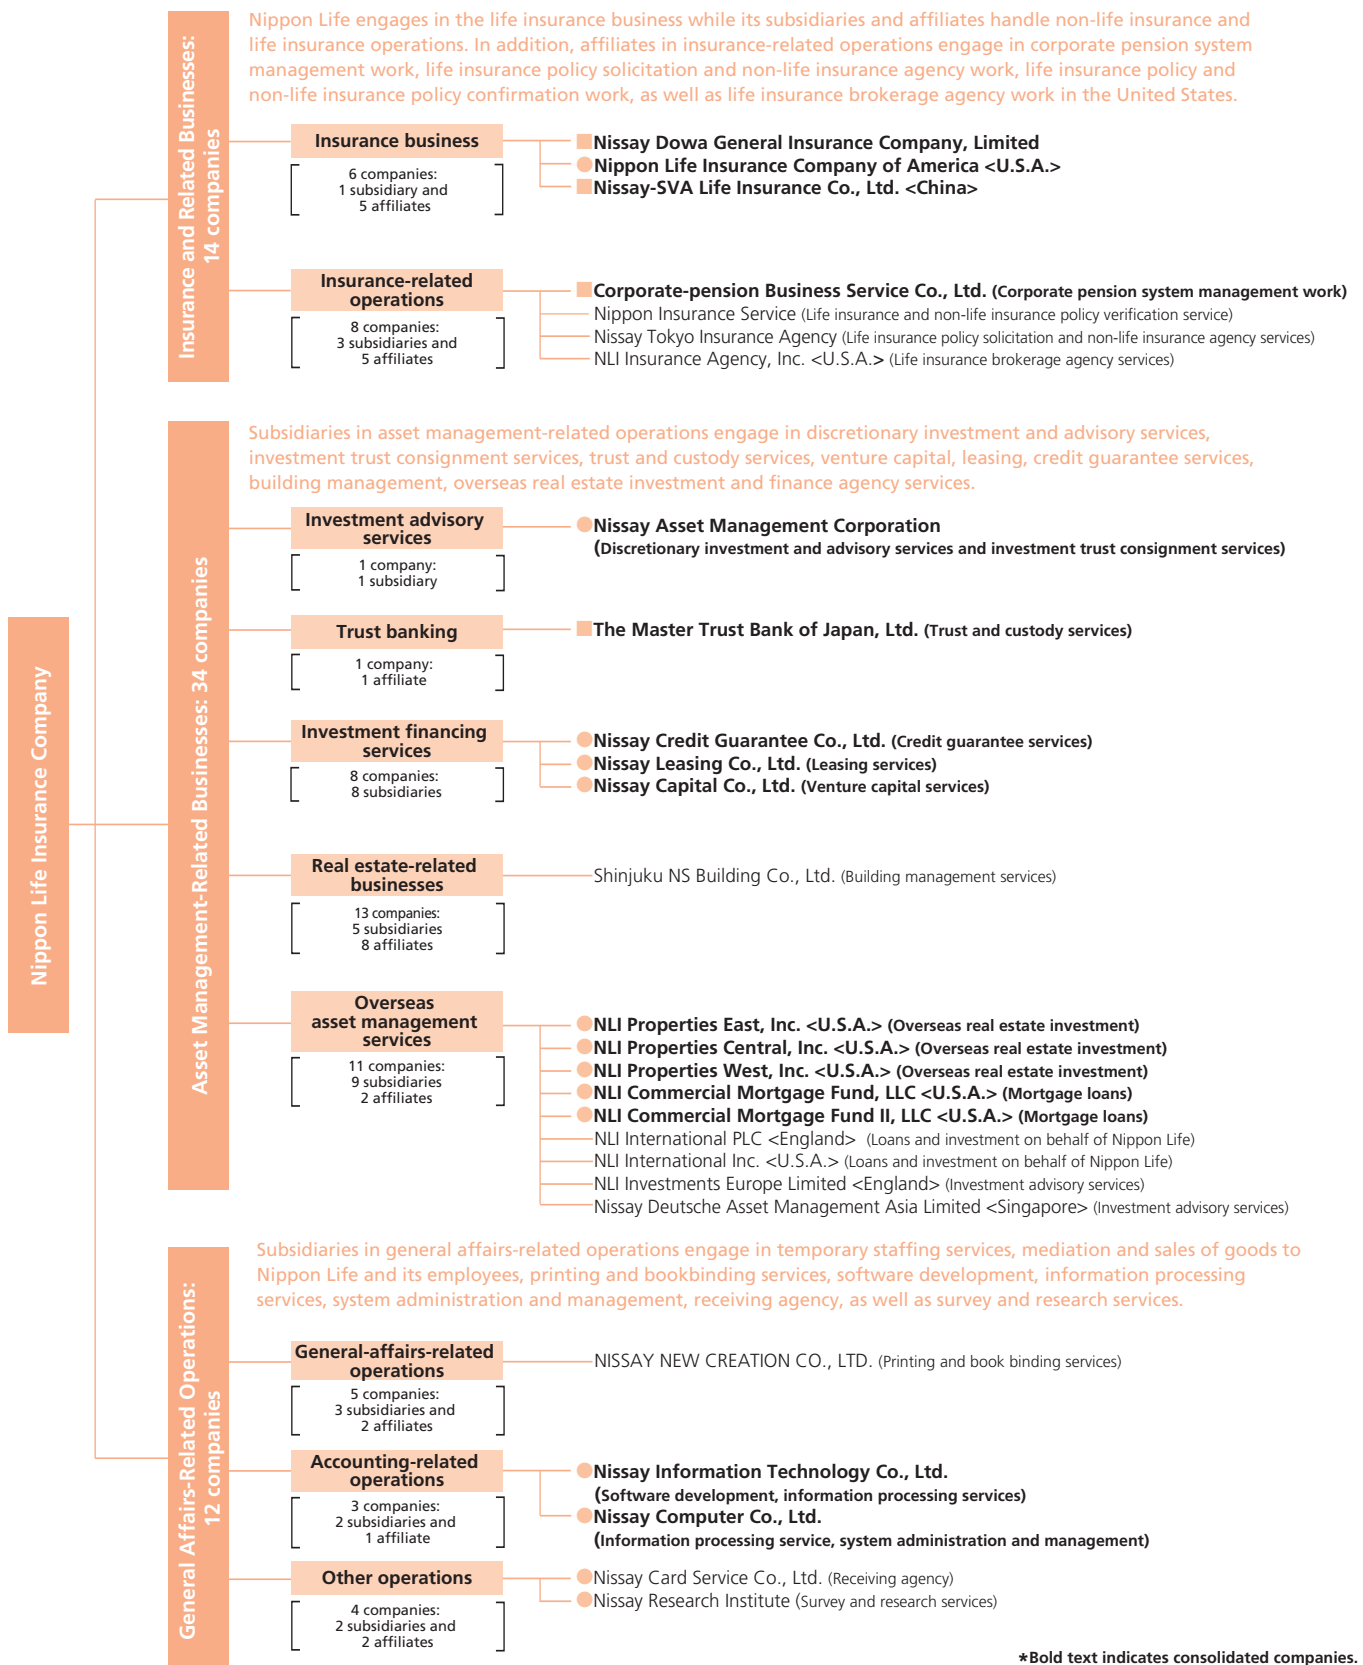 Nippon Life Insurance Company
Insurance and Related Businesses:
14 companies
Nippon Life engages in the life insurance business while its subsidiaries and affiliates handle non-life insurance and
life insurance operations. In addition, affiliates in insurance-related operations engage in corporate pension system
management work, life insurance policy solicitation and non-life insurance agency work, life insurance policy and
non-life insurance policy confirmation work, as well as life insurance brokerage agency work in the United States.
Insurance business
6 companies:
1 subsidiary and
5 affiliates
Nissay Dowa General Insurance Company, Limited
Nippon Life Insurance Company of America <U.S.A.>
Nissay-SVA Life Insurance Co., Ltd. <China>
Insurance-related
operations
8 companies:
3 subsidiaries and
5 affiliates
Corporate-pension Business Service Co., Ltd. (Corporate pension system management work)
Nippon Insurance Service (Life insurance and non-life insurance policy verification service)
Nissay Tokyo Insurance Agency (Life insurance policy solicitation and non-life insurance agency services)
NLI Insurance Agency, Inc. <U.S.A.> (Life insurance brokerage agency services)
Asset Management-Related Businesses: 34 companies
Subsidiaries in asset management-related operations engage in discretionary investment and advisory services,
investment trust consignment services, trust and custody services, venture capital, leasing, credit guarantee services,
building management, overseas real estate investment and finance agency services.
Investment advisory
services
1 company:
1 subsidiary
Nissay Asset Management Corporation
(Discretionary investment and advisory services and investment trust consignment services)
Trust banking
1 company:
1 affiliate
The Master Trust Bank of Japan, Ltd. (Trust and custody services)
Investment financing
services
8 companies:
8 subsidiaries
Nissay Credit Guarantee Co., Ltd. (Credit guarantee services)
Nissay Leasing Co., Ltd. (Leasing services)
Nissay Capital Co., Ltd. (Venture capital services)
Real estate-related
businesses
13 companies:
5 subsidiaries
8 affiliates
Shinjuku NS Building Co., Ltd. (Building management services)
Overseas
asset management
services
11 companies:
9 subsidiaries
2 affiliates
NLI Properties East, Inc. <U.S.A.> (Overseas real estate investment)
NLI Properties Central, Inc. <U.S.A.> (Overseas real estate investment)
NLI Properties West, Inc. <U.S.A.> (Overseas real estate investment)
NLI Commercial Mortgage Fund, LLC <U.S.A.> (Mortgage loans)
NLI Commercial Mortgage Fund II, LLC <U.S.A.> (Mortgage loans)
NLI International PLC <England> (Loans and investment on behalf of Nippon Life)
NLI International Inc. <U.S.A.> (Loans and investment on behalf of Nippon Life)
NLI Investments Europe Limited <England> (Investment advisory services)
Nissay Deutsche Asset Management Asia Limited <Singapore> (Investment advisory services)
General Affairs-Related Operations:
12 companies
Subsidiaries in general affairs-related operations engage in temporary staffing services, mediation and sales of goods to
Nippon Life and its employees, printing and bookbinding services, software development, information processing
services, system administration and management, receiving agency, as well as survey and research services.
General-affairs-related
operations
5 companies:
3 subsidiaries and
2 affiliates
NISSAY NEW CREATION CO., LTD. (Printing and book binding services)
Accounting-related
operations
3 companies:
2 subsidiaries and
1 affiliate
Nissay Information Technology Co., Ltd.
(Software development, information processing services)
Nissay Computer Co., Ltd.
(Information processing service, system administration and management)
Other operations
4 companies:
2 subsidiaries and
2 affiliates
Nissay Card Service Co., Ltd. (Receiving agency)
Nissay Research Institute (Survey and research services)
*Bold text indicates consolidated companies.